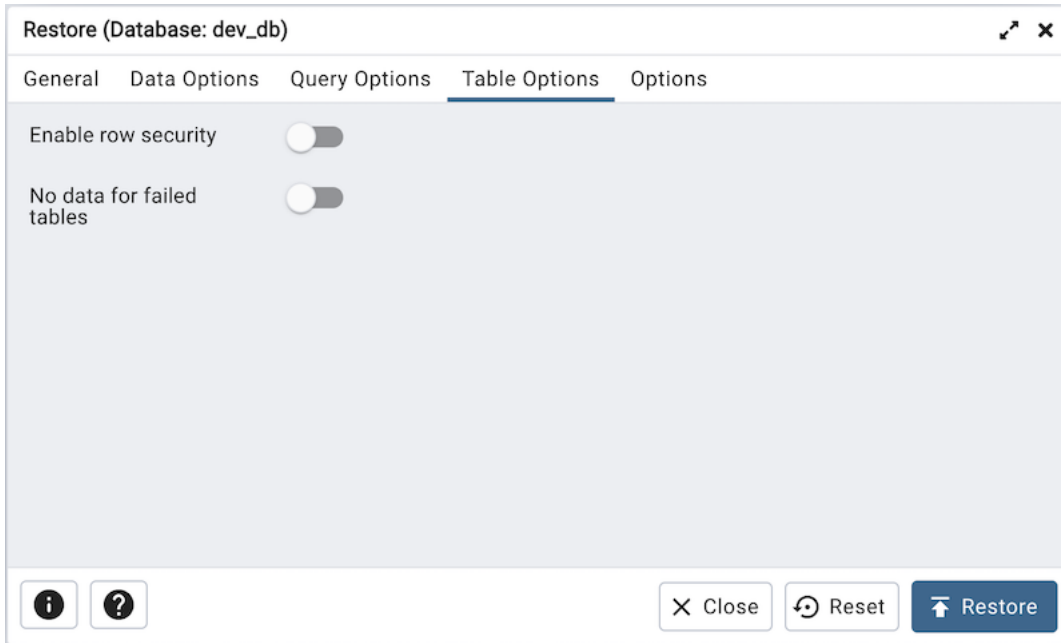 Restore (Database: dev_db)
General Data Options Query Options Table Options Options
Enable row security
No data for failed
tables
Close Reset Restore